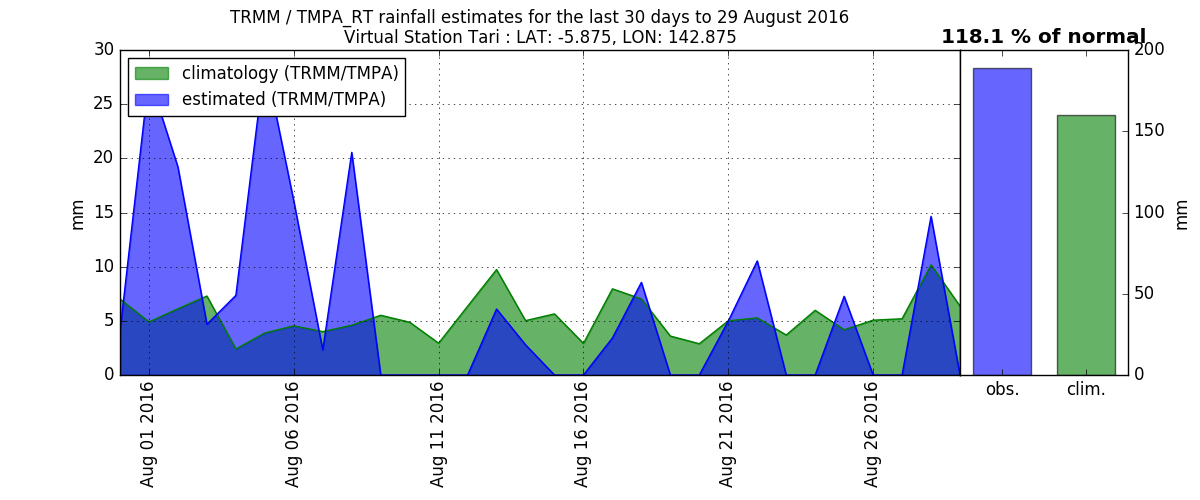 TRMM / TMPA_RT rainfall estimates for the last 30 days to 29 August 2016
Virtual Station Tari : LAT: -5.875, LON: 142.875
118.1 % of normal
climatology (TRMM/TMPA)
estimated (TRMM/TMPA)
30
25
20
15
10
5
0
mm
Aug 01 2016
Aug 06 2016
Aug 11 2016
Aug 16 2016
Aug 21 2016
Aug 26 2016
obs.
clim.
200
150
100
50
0
mm